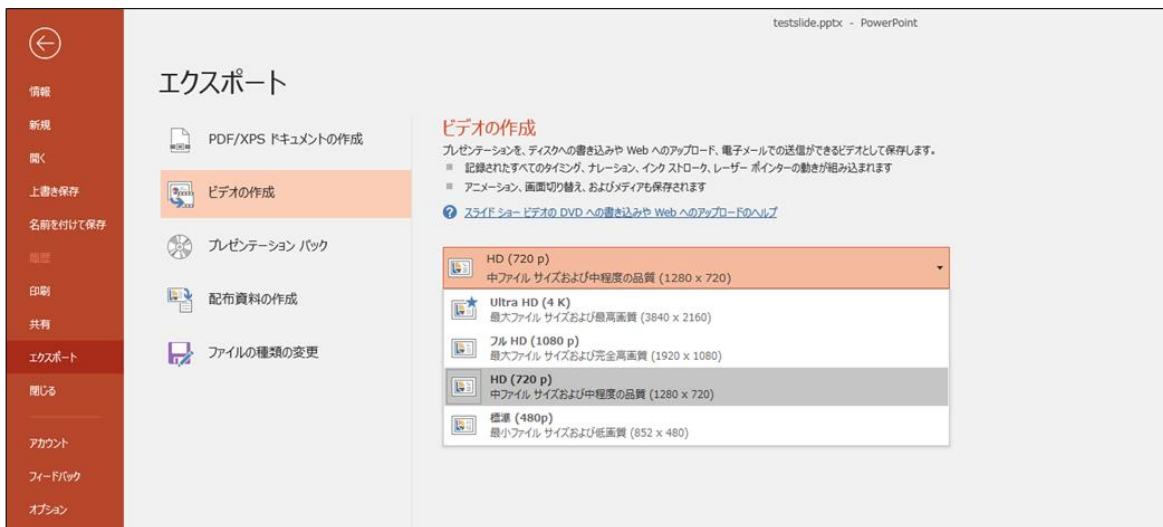 testslide.pptx - PowerPoint
情報
新規
開く
上書き保存
名前を付けて保存
履歴
印刷
共有
エクスポート
閉じる
アカウント
フィードバック
オプション
エクスポート
PDF/XPS ドキュメントの作成
ビデオの作成
プレゼンテーション パック
配布資料の作成
ファイルの種類の変更
ビデオの作成
プレゼンテーションを、ディスクへの書き込みや Web へのアップロード、電子メールでの送信ができるビデオとして保存します。
記録されたすべてのタイミング、ナレーション、インク ストローク、レーザー ポインターの動きが組み込まれます
アニメーション、画面切り替え、およびメディアも保存されます
スライド ショー ビデオの DVD への書き込みや Web へのアップロードのヘルプ
HD (720 p)
中ファイル サイズおよび中程度の品質 (1280 x 720)
Ultra HD (4 K)
最大ファイル サイズおよび最高画質 (3840 x 2160)
フル HD (1080 p)
最大ファイル サイズおよび完全高画質 (1920 x 1080)
HD (720 p)
中ファイル サイズおよび中程度の品質 (1280 x 720)
標準 (480p)
最小ファイル サイズおよび低画質 (852 x 480)